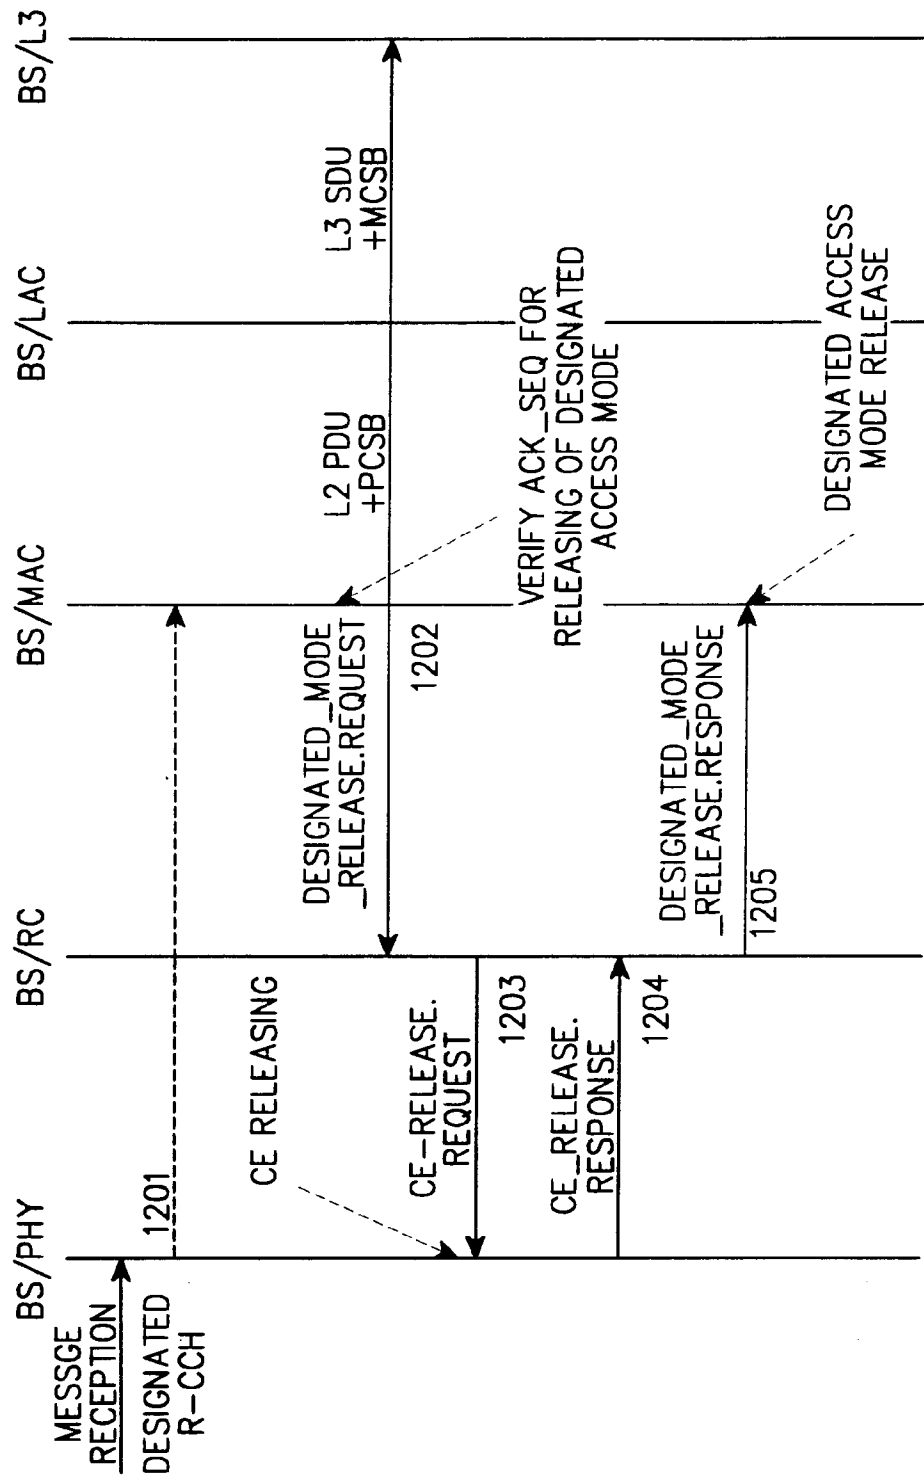 BS/PHY
BS/RC
BS/MAC
BS/LAC
BS/L3
MESSGE
RECEPTION
DESIGNATED
R-CCH
1201
CE RELEASING
DESIGNATED_MODE
_RELEASE.REQUEST
1202
L2 PDU
+PCSB
L3 SDU
+MCSB
CE-RELEASE.
REQUEST
1203
VERIFY ACK_SEQ FOR
RELEASING OF DESIGNATED
ACCESS MODE
CE_RELEASE.
RESPONSE
1204
DESIGNATED_MODE
_RELEASE.RESPONSE
1205
DESIGNATED ACCESS
MODE RELEASE